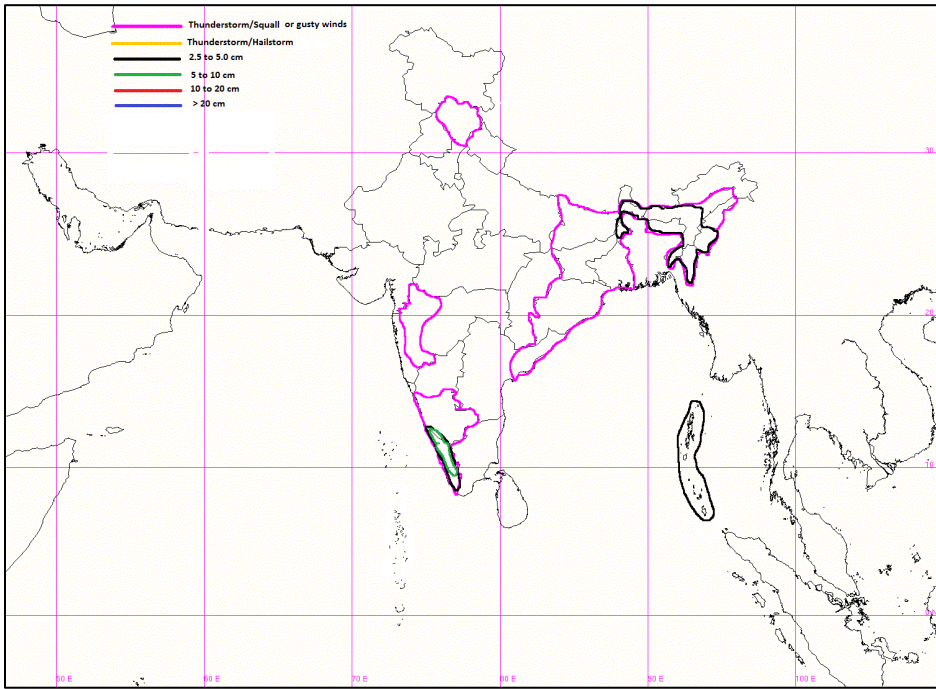 Thunderstorm/Squall or gusty winds
Thunderstorm/Hailstorm
2.5 to 5.0 cm
5 to 10 cm
10 to 20 cm
> 20 cm
30
20
10
50 E
60 E
70 E
80 E
90 E
100 E